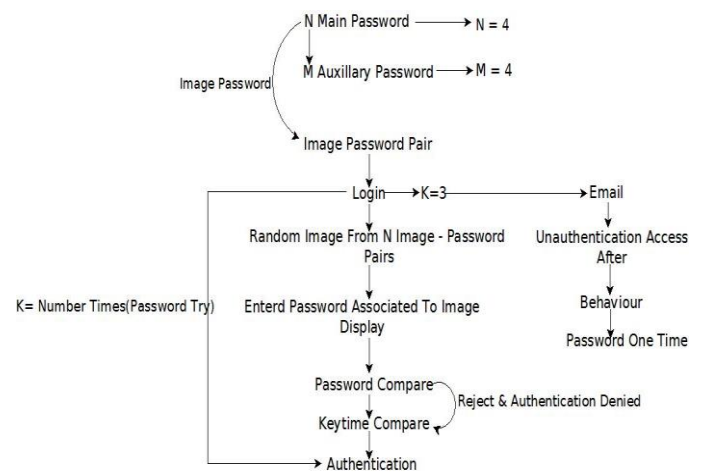 N Main Password
N = 4
M Auxillary Password
M = 4
Image Password
Image Password Pair
Login
K=3
Email
Random Image From N Image - Password
Pairs
Unauthentication Access
After
K= Number Times(Password Try)
Enterd Password Associated To Image
Display
Behaviour
Password One Time
Password Compare
Reject & Authentication Denied
Keytime Compare
Authentication